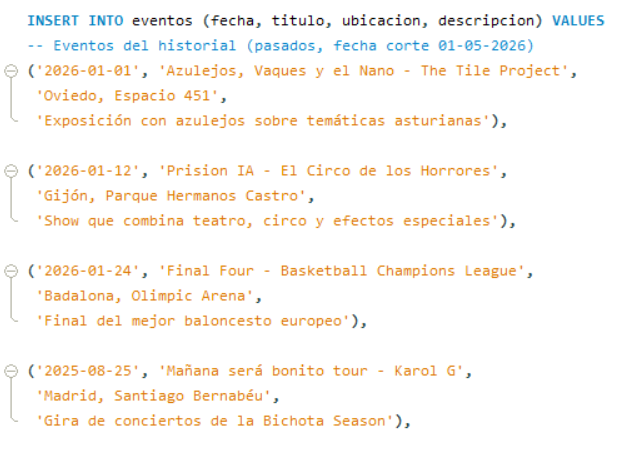 INSERT INTO eventos (fecha, titulo, ubicacion, descripcion) VALUES
-- Eventos del historial (pasados, fecha corte 01-05-2026)
('2026-01-01', 'Azulejos, Vaques y el Nano - The Tile Project',
'Oviedo, Espacio 451',
'Exposición con azulejos sobre temáticas asturianas'),
('2026-01-12', 'Prision IA - El Circo de los Horrores',
'Gijón, Parque Hermanos Castro',
'Show que combina teatro, circo y efectos especiales'),
('2026-01-24', 'Final Four - Basketball Champions League',
'Badalona, Olimpic Arena',
'Final del mejor baloncesto europeo'),
('2025-08-25', 'Mañana será bonito tour - Karol G',
'Madrid, Santiago Bernabéu',
'Gira de conciertos de la Bichota Season'),